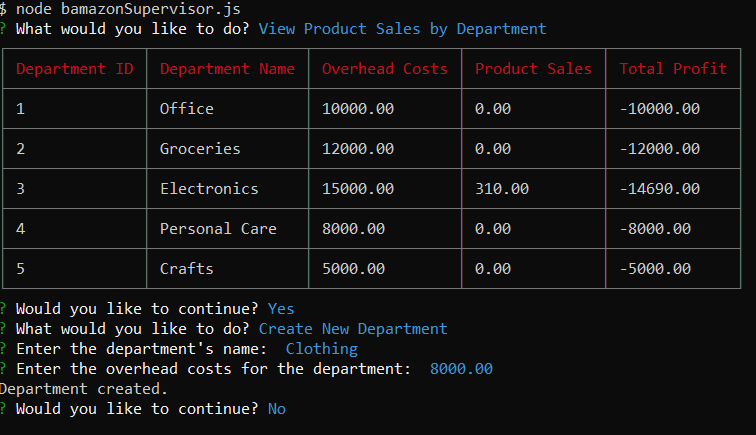 $ node bamazonSupervisor.js
? What would you like to do? View Product Sales by Department
Department ID Department Name Overhead Costs Product Sales Total Profit
1 Office 10000.00 0.00 -10000.00
2 Groceries 12000.00 0.00 -12000.00
3 Electronics 15000.00 310.00 -14690.00
4 Personal Care 8000.00 0.00 -8000.00
5 Crafts 5000.00 0.00 -5000.00
? Would you like to continue? Yes
? What would you like to do? Create New Department
? Enter the department's name:  Clothing
? Enter the overhead costs for the department:  8000.00
Department created.
? Would you like to continue? No